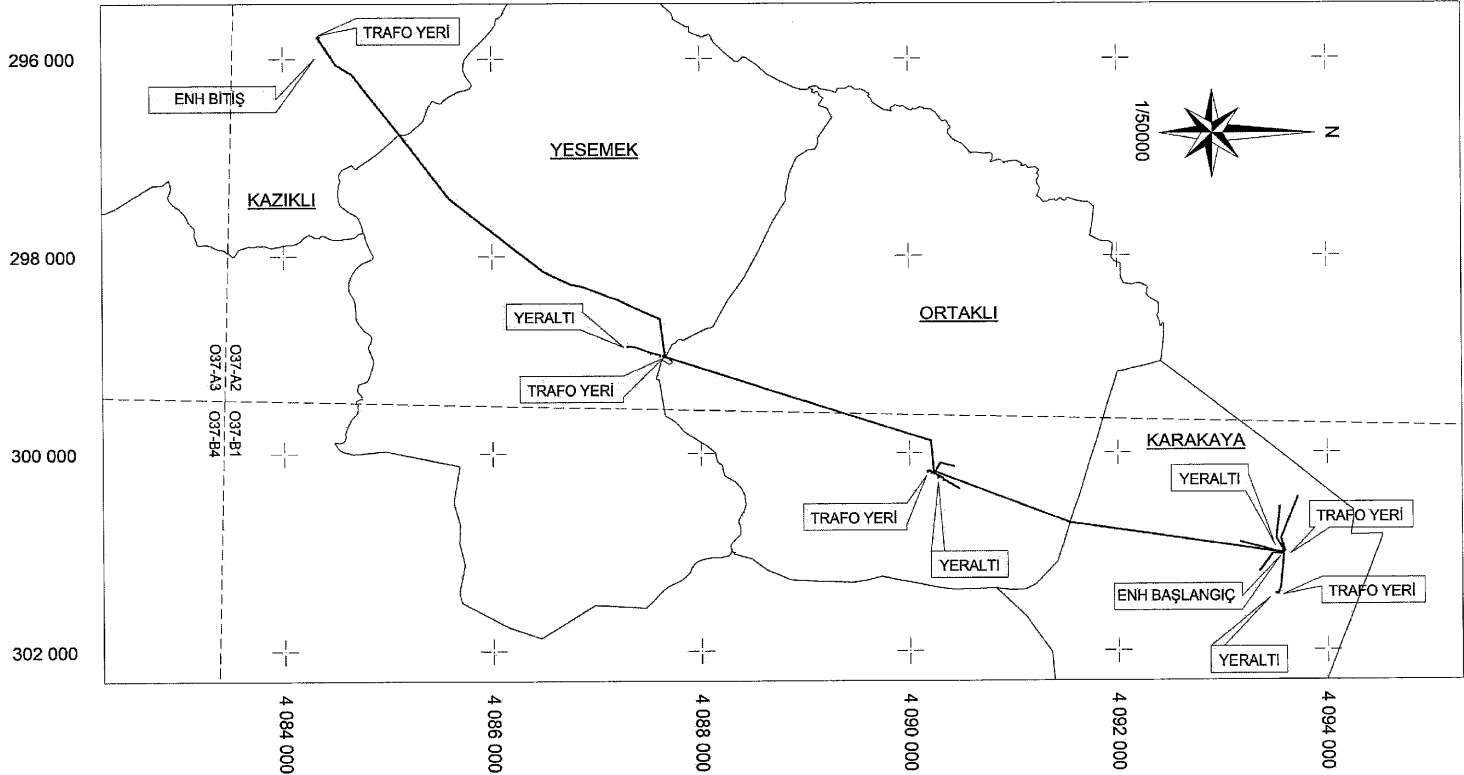 296 000
298 000
300 000
302 000
TRAFO YERİ
ENH BİTİŞ
KAZIKLI
YESEMEK
1/50000
N
YERALTI
TRAFO YERİ
ORTAKLI
O37-A2
O37-A3
O37-B1
O37-B4
KARAKAYA
YERALTI
TRAFO YERİ
TRAFO YERİ
YERALTI
ENH BAŞLANGIÇ
TRAFO YERİ
YERALTI
4 084 000
4 086 000
4 088 000
4 090 000
4 092 000
4 094 000